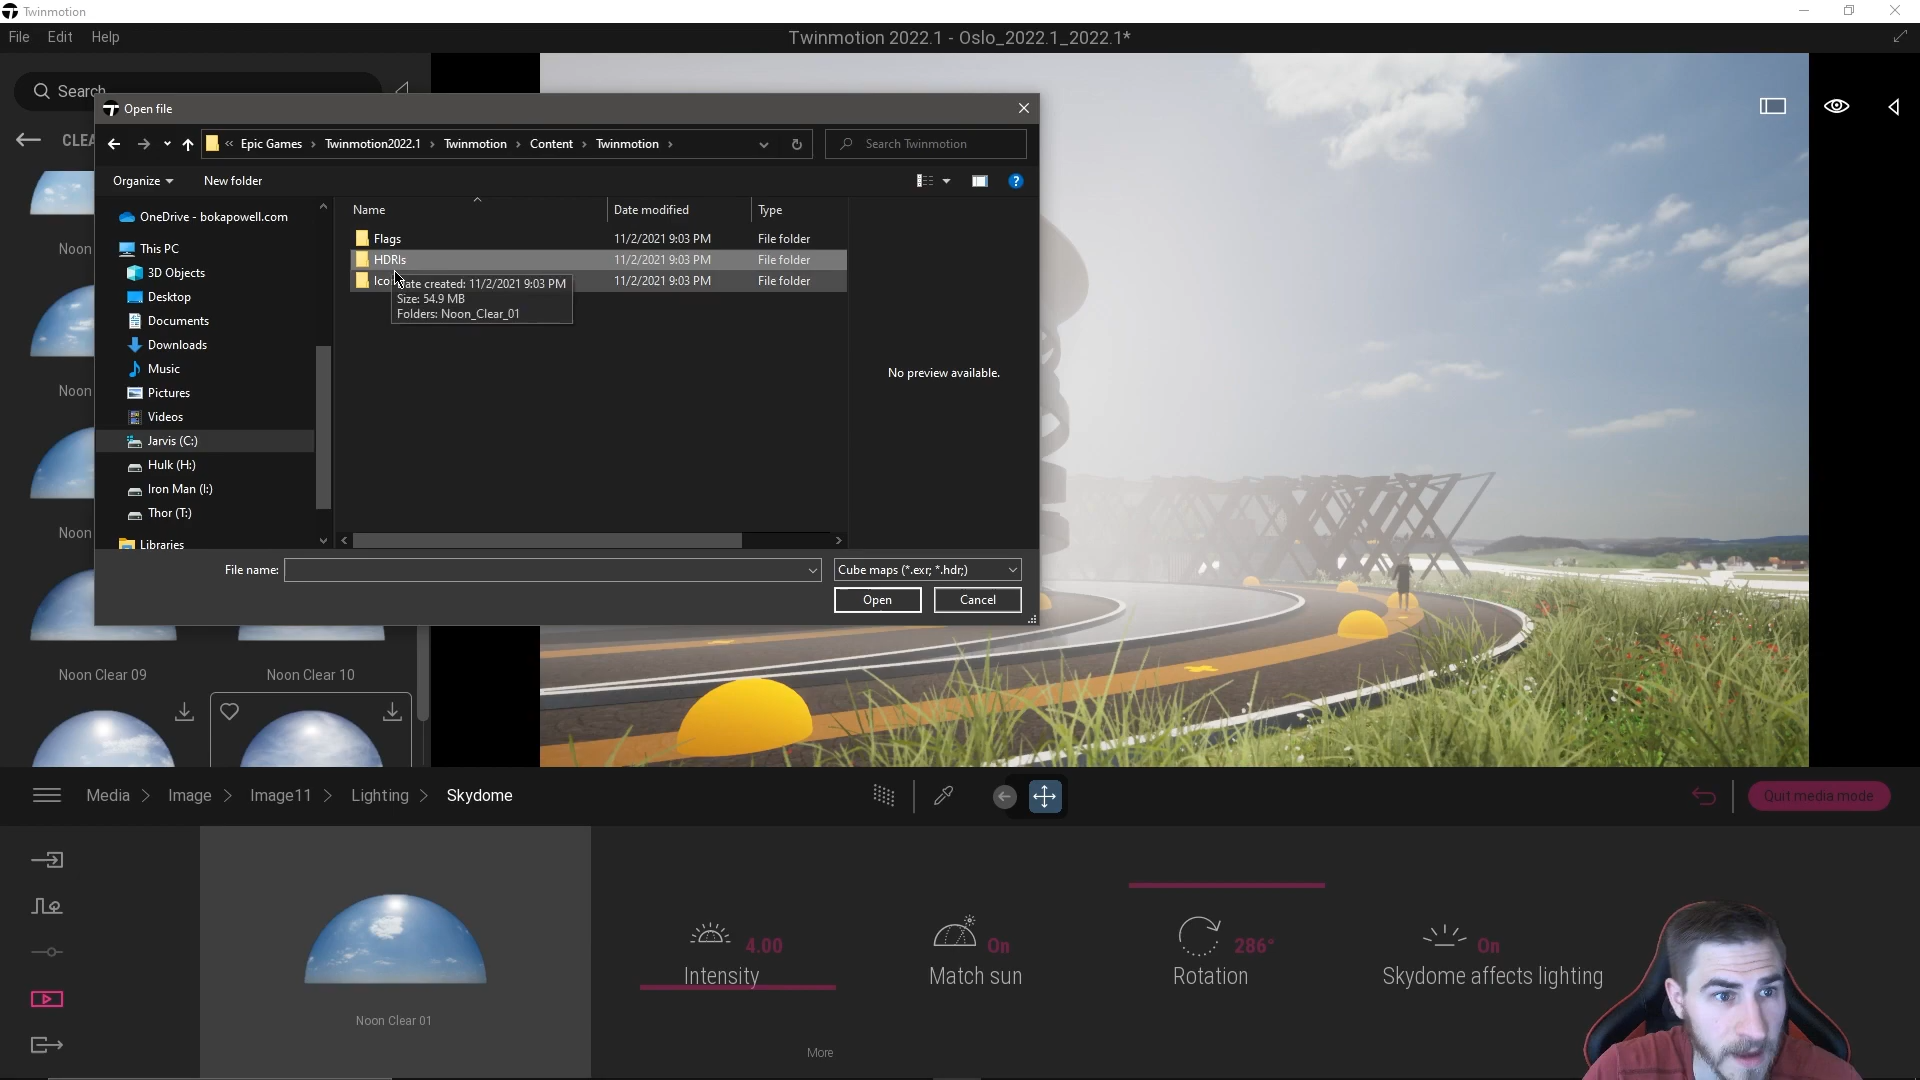 Twinmotion
File Edit Help
Twinmotion 2022.1 - Oslo_2022.1_2022.1*
Search
CLEA
Open file
« Epic Games > Twinmotion2022.1 > Twinmotion > Content > Twinmotion >
Search Twinmotion
Organize
New folder
OneDrive - bokapowell.com
This PC
3D Objects
Desktop
Documents
Downloads
Music
Pictures
Videos
Jarvis (C:)
Hulk (H:)
Iron Man (I:)
Thor (T:)
Libraries
Name Date modified Type
Flags 11/2/2021 9:03 PM File folder
HDRIs 11/2/2021 9:03 PM File folder
Ico 11/2/2021 9:03 PM File folder
ate created: 11/2/2021 9:03 PM
Size: 54.9 MB
Folders: Noon_Clear_01
No preview available.
File name:
Cube maps (*.exr; *.hdr;)
Open
Cancel
Noon
Noon
Noon
Noon Clear 09
Noon Clear 10
Media > Image > Image11 > Lighting > Skydome
Quit media mode
Noon Clear 01
4.00
Intensity
On
Match sun
286°
Rotation
On
Skydome affects lighting
More